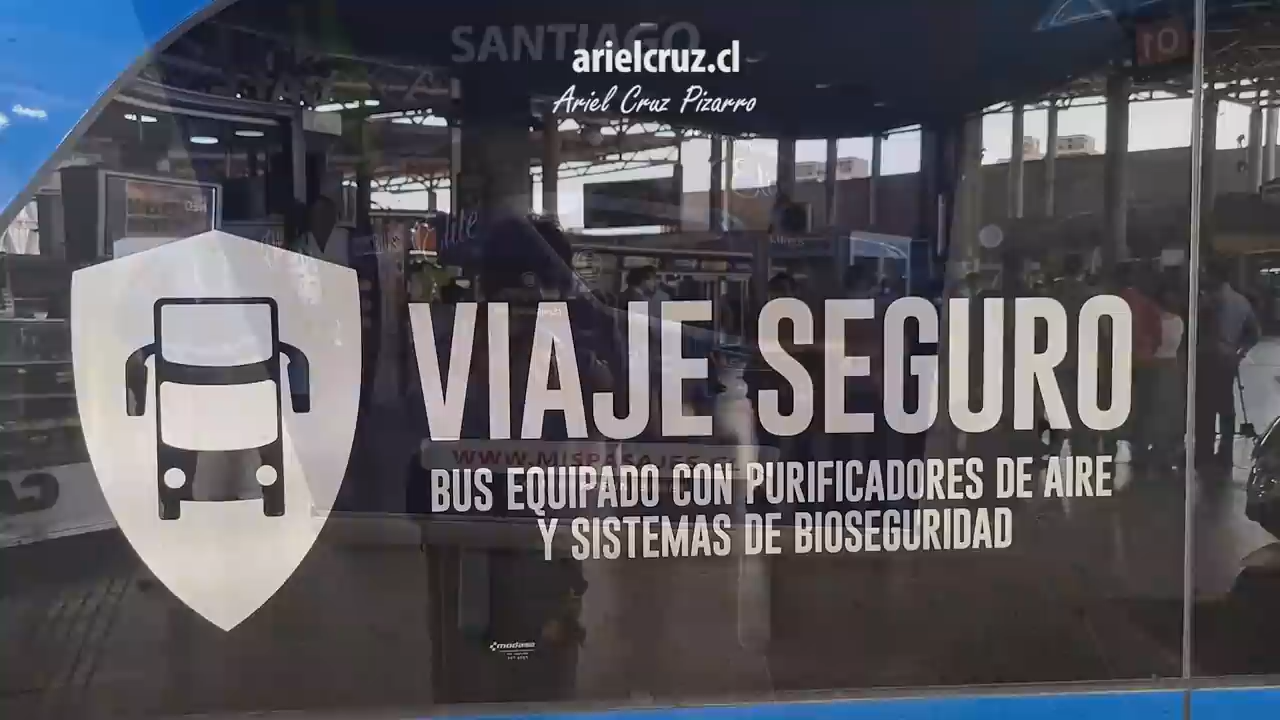 SANTIAGO
arielcruz.cl
Ariel Cruz Pizarro
10
VIAJE SEGURO
WWW.MISPASAJES.CL
BUS EQUIPADO CON PURIFICADORES DE AIRE
Y SISTEMAS DE BIOSEGURIDAD
modasa